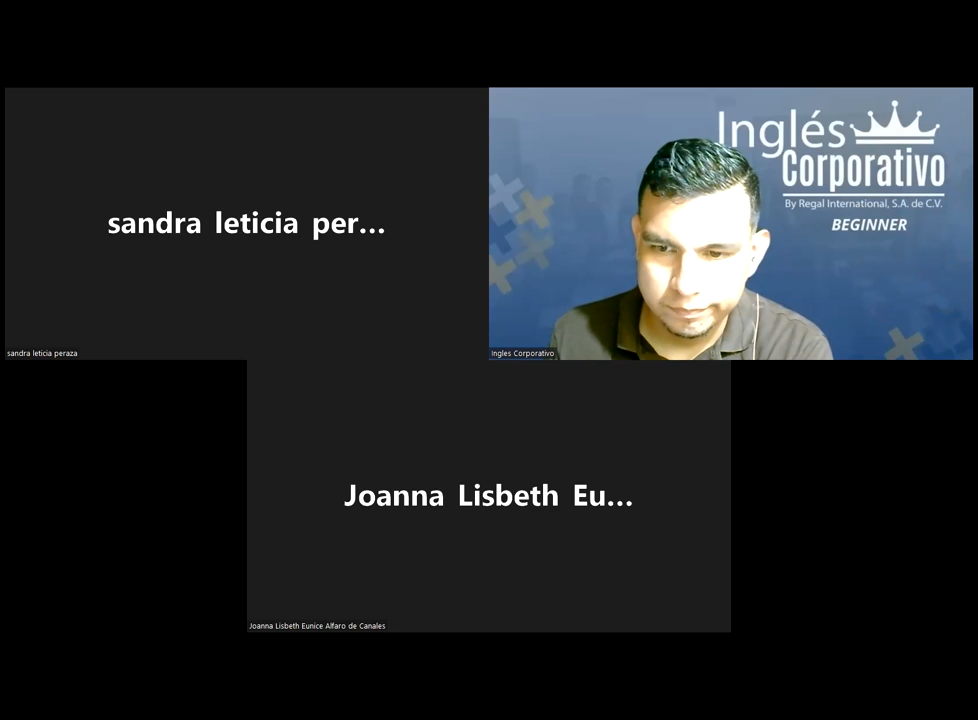 sandra leticia per...
sandra leticia peraza
Inglés
Corporativo
By Regal International, S.A. de C.V.
BEGINNER
Ingles Corporativo
Joanna Lisbeth Eu...
Joanna Lisbeth Eunice Alfaro de Canales